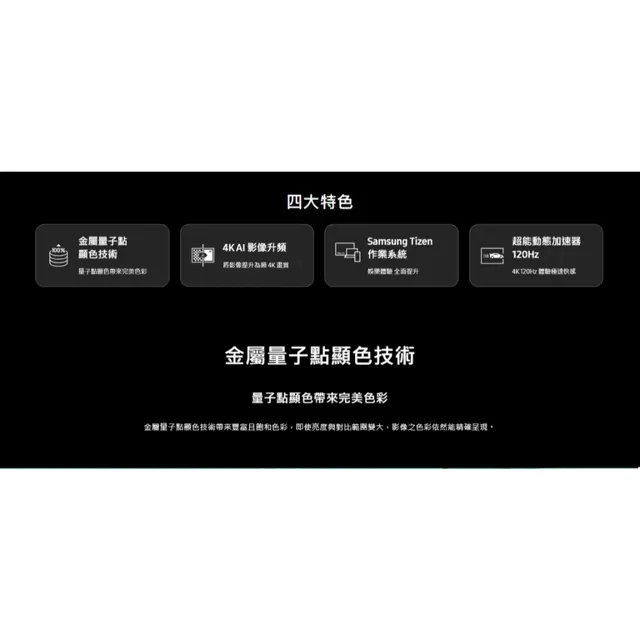 四大特色
100%
金屬量子點
顯色技術
量子點顯色帶來完美色彩
4K AI 影像升頻
將影像提升為類 4K 畫質
Samsung Tizen
作業系統
娛樂體驗 全面提升
超能動態加速器
120Hz
4K 120Hz 體驗極速快感
金屬量子點顯色技術
量子點顯色帶來完美色彩
金屬量子點顯色技術帶來豐富且飽和色彩，即使亮度與對比範圍變大，影像之色彩依然能精確呈現。